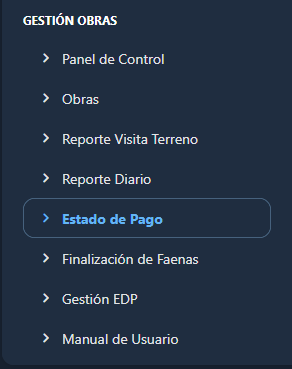 GESTIÓN OBRAS
Panel de Control
Obras
Reporte Visita Terreno
Reporte Diario
Estado de Pago
Finalización de Faenas
Gestión EDP
Manual de Usuario